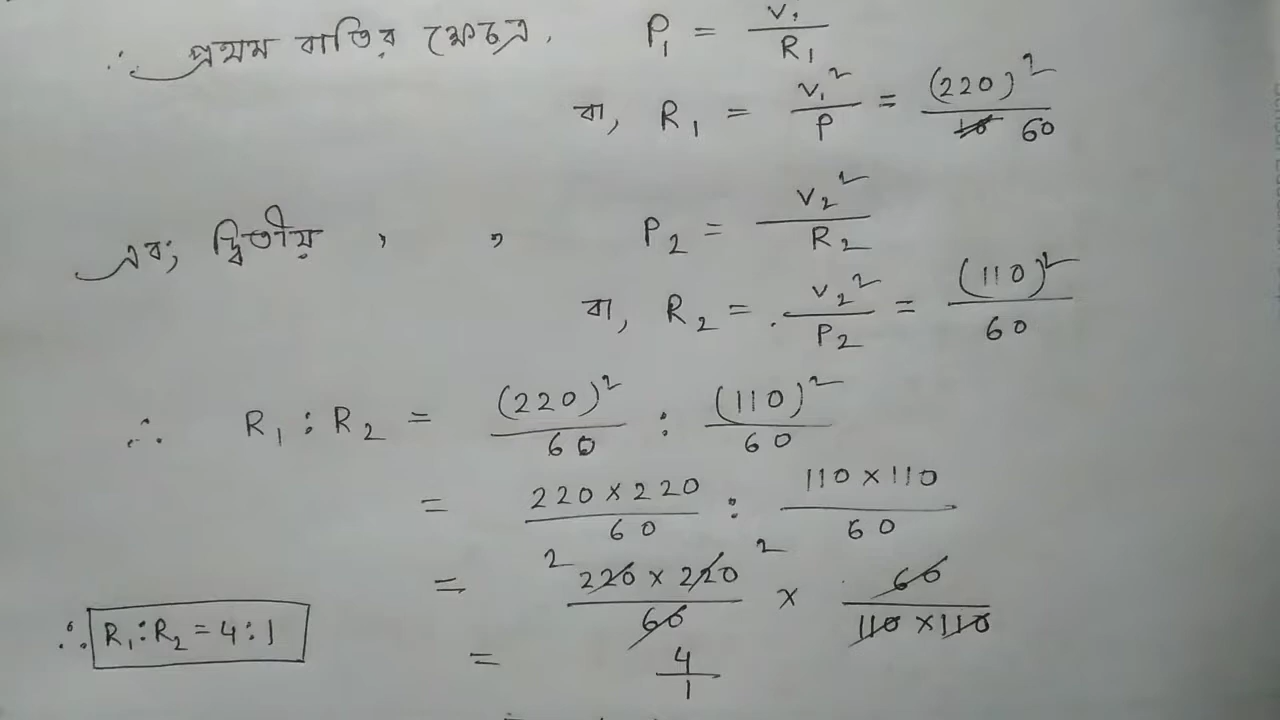 ∴ প্রথম বাতির ক্ষেত্রে, P₁ = V₁/R₁
বা, R₁ = V₁²/P = (220)²/60
এবং দ্বিতীয় " " P₂ = V₂²/R₂
বা, R₂ = V₂²/P₂ = (110)²/60
∴ R₁ : R₂ = (220)²/60 : (110)²/60
= 220 × 220/60 : 110 × 110/60
= 220 × 220/60 × 60/110 × 110
= 4/1
∴ R₁:R₂ = 4:1